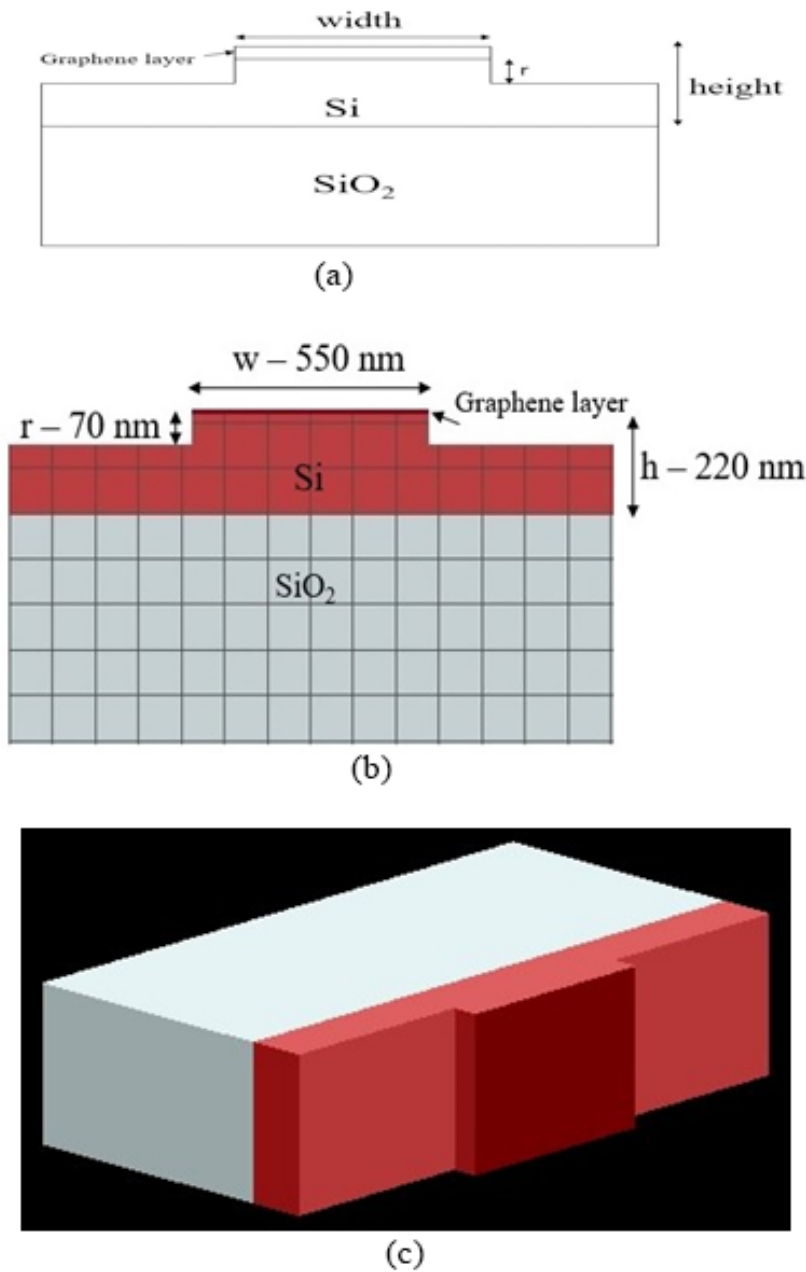 width
Graphene layer
r
height
Si
SiO₂
(a)
w – 550 nm
Graphene layer
r – 70 nm
Si
h – 220 nm
SiO₂
(b)
(c)